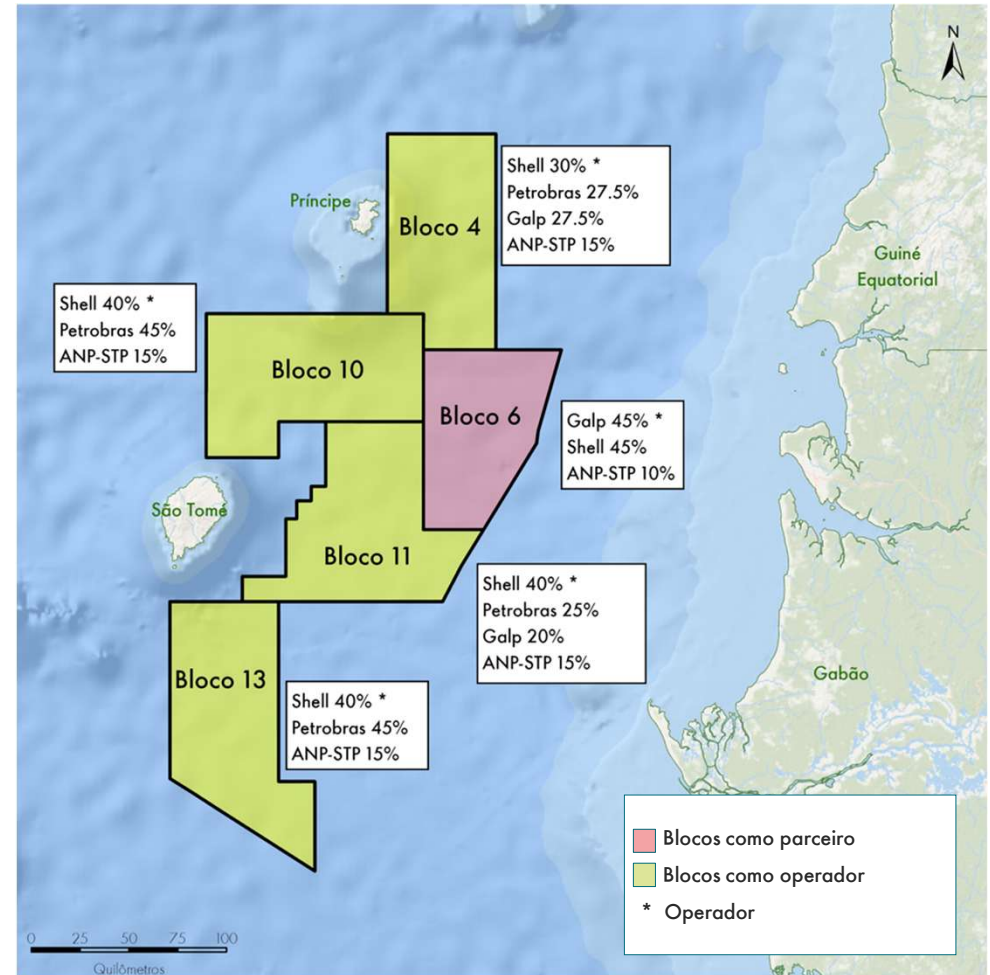 N
Príncipe
Bloco 4
Shell 30% *
Petrobras 27.5%
Galp 27.5%
ANP-STP 15%
Guiné
Equatorial
Shell 40% *
Petrobras 45%
ANP-STP 15%
Bloco 10
Bloco 6
Galp 45% *
Shell 45%
ANP-STP 10%
São Tomé
Bloco 11
Shell 40% *
Petrobras 25%
Galp 20%
ANP-STP 15%
Gabão
Bloco 13
Shell 40% *
Petrobras 45%
ANP-STP 15%
Blocos como parceiro
Blocos como operador
* Operador
0 25 50 75 100
Quilômetros